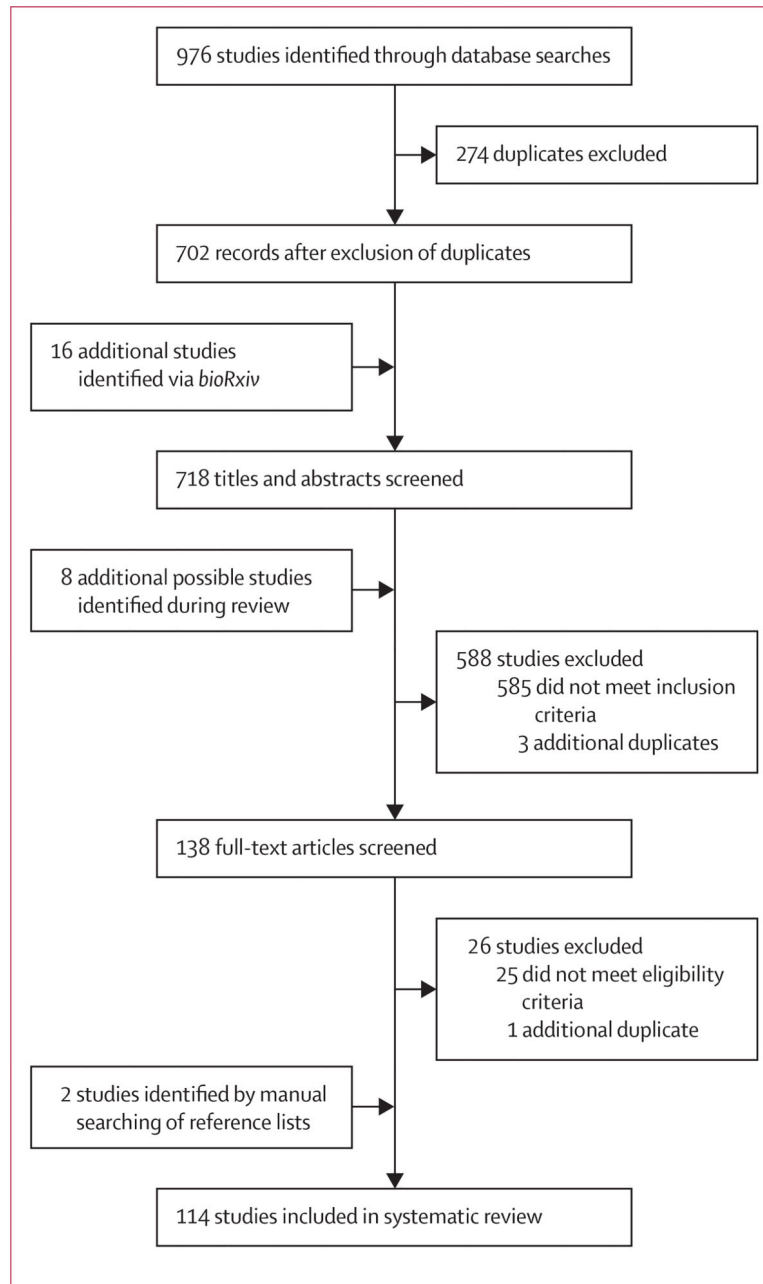 976 studies identified through database searches
274 duplicates excluded
702 records after exclusion of duplicates
16 additional studies
identified via bioRxiv
718 titles and abstracts screened
8 additional possible studies
identified during review
588 studies excluded
585 did not meet inclusion
criteria
3 additional duplicates
138 full-text articles screened
26 studies excluded
25 did not meet eligibility
criteria
1 additional duplicate
2 studies identified by manual
searching of reference lists
114 studies included in systematic review